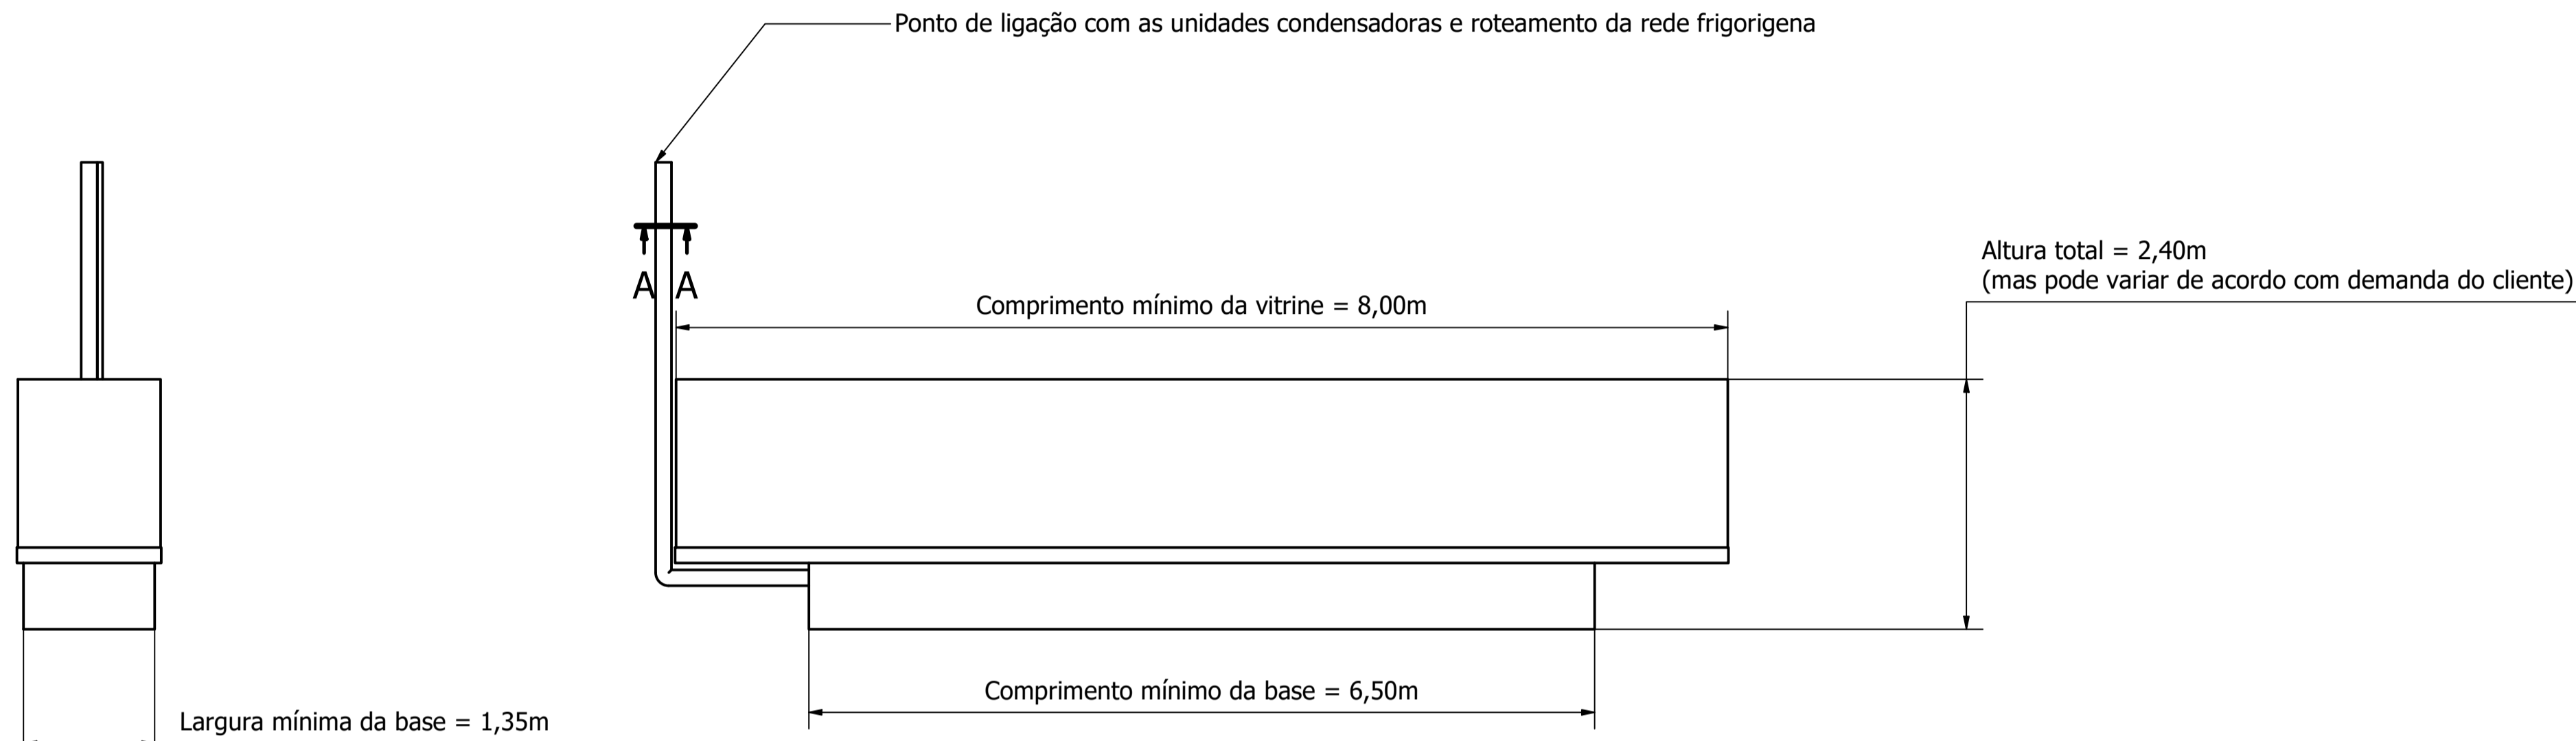 Ponto de ligação com as unidades condensadoras e roteamento da rede frigorigena
A A
Altura total = 2,40m
(mas pode variar de acordo com demanda do cliente)
Comprimento mínimo da vitrine = 8,00m
Comprimento mínimo da base = 6,50m
Largura mínima da base = 1,35m